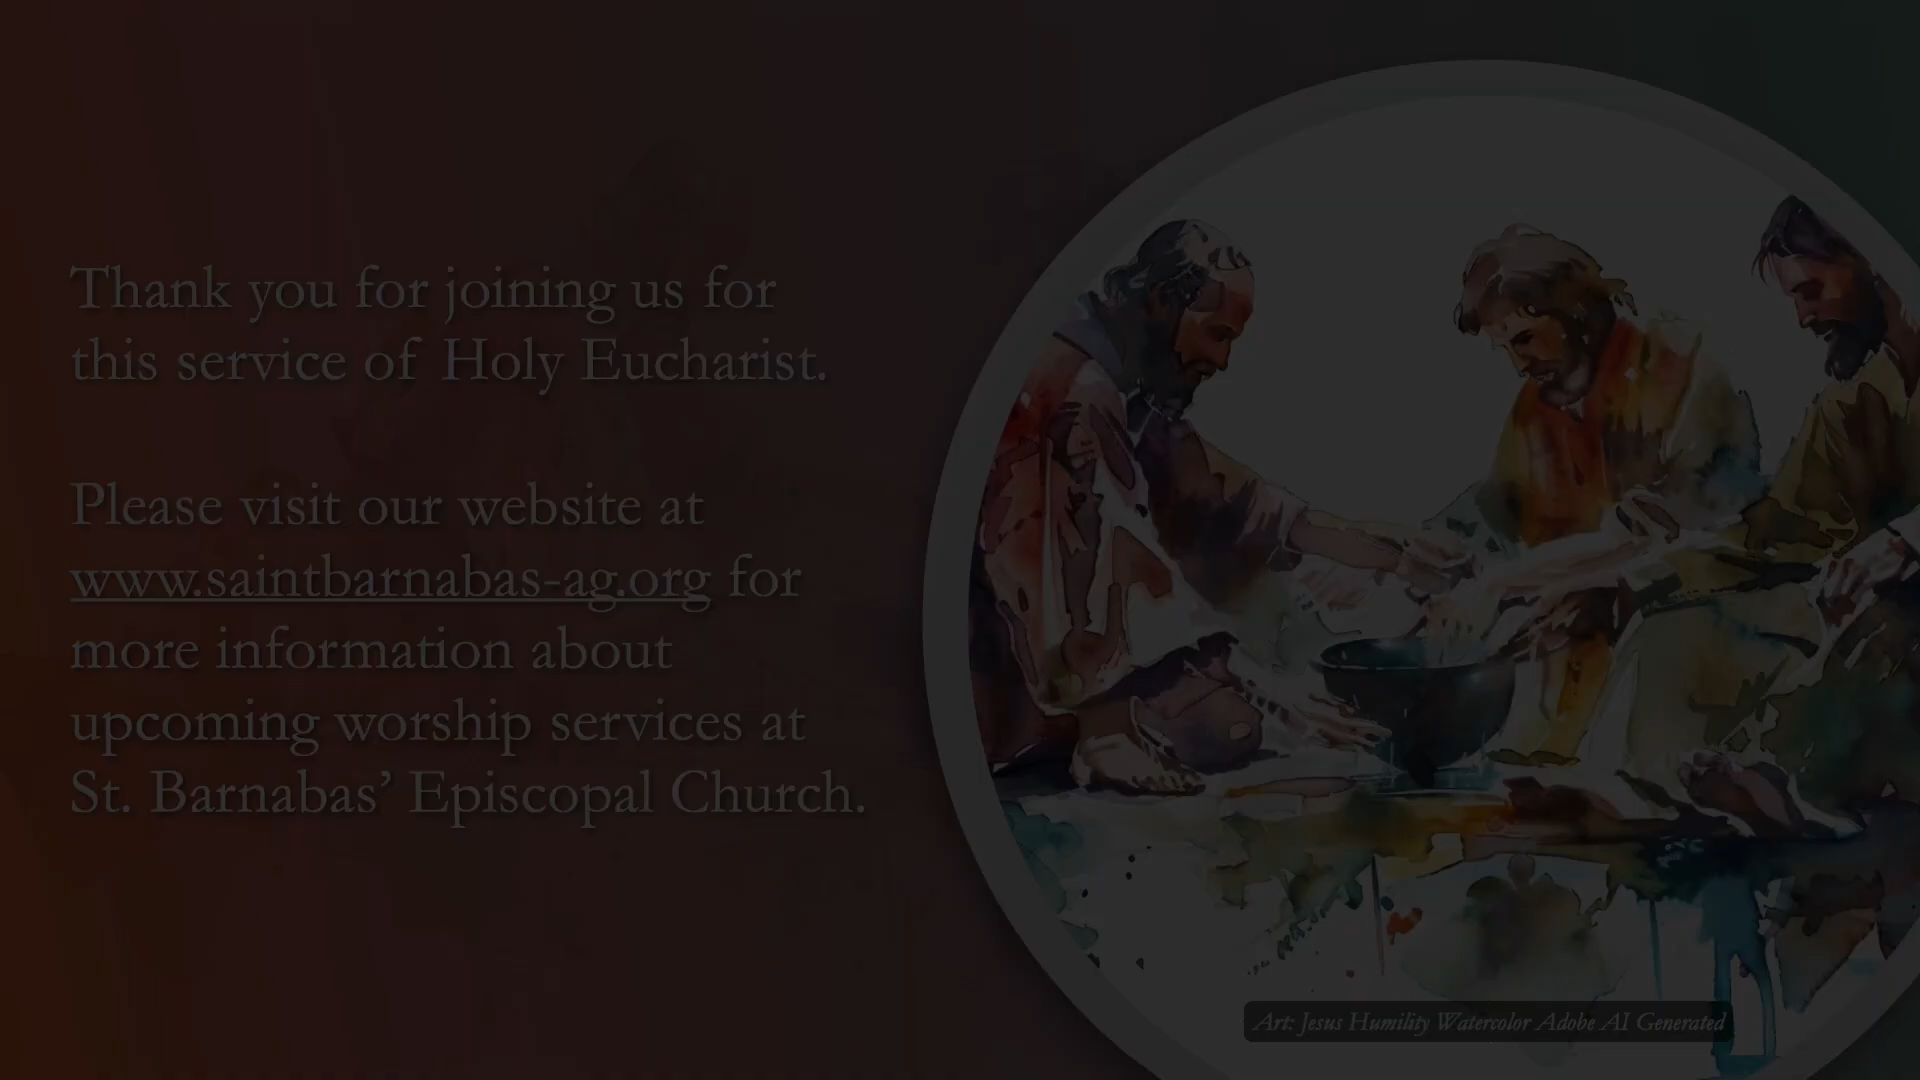 Thank you for joining us for
this service of Holy Eucharist.
Please visit our website at
www.saintbarnabas-ag.org for
more information about
upcoming worship services at
St. Barnabas’ Episcopal Church.
Art: Jesus Humility Watercolor Adobe AI Generated